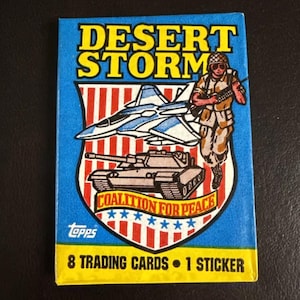 DESERT
STORM
COALITION FOR PEACE
topps
8 TRADING CARDS • 1 STICKER